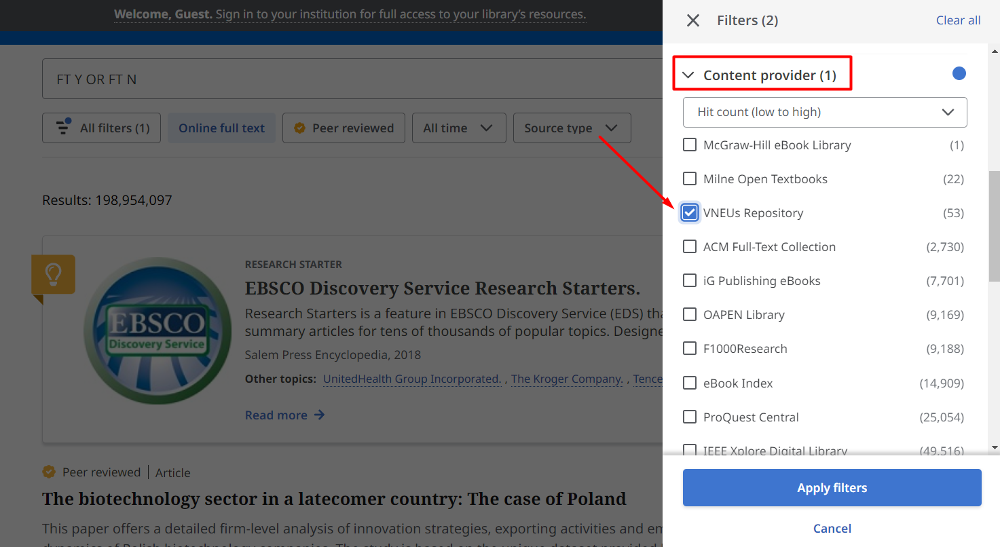 Welcome, Guest. Sign in to your institution for full access to your library's resources.
FT Y OR FT N
All filters (1)
Online full text
Peer reviewed
All time
Source type
Results: 198,954,097
EBSCO
Discovery Service
RESEARCH STARTER
EBSCO Discovery Service Research Starters.
Research Starters is a feature in EBSCO Discovery Service (EDS)
summary articles for tens of thousands of popular topics.
Salem Press Encyclopedia, 2018
Other topics: UnitedHealth Group Incorporated. , The Kroger Company. ,
Read more
Peer reviewed | Article
The biotechnology sector in a latecomer country: The case of Poland
This paper offers a detailed firm-level analysis of innovation strategies, exporting activities and
Filters (2)
Clear all
Content provider (1)
Hit count (low to high)
McGraw-Hill eBook Library (1)
Milne Open Textbooks (22)
VNEUs Repository (53)
ACM Full-Text Collection (2,730)
iG Publishing eBooks (7,701)
OAPEN Library (9,169)
F1000Research (9,188)
eBook Index (14,909)
ProQuest Central (25,054)
IEEE Xplore Digital Library (49,516)
Apply filters
Cancel